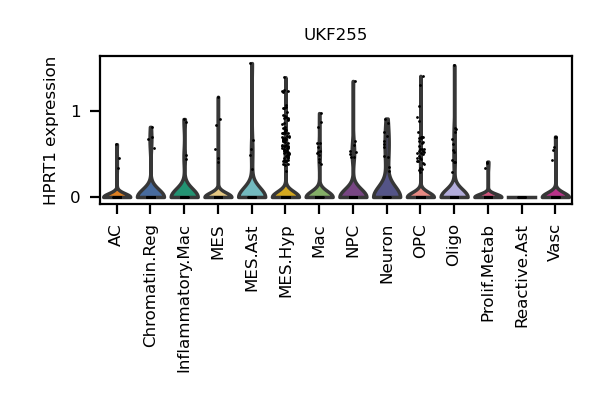 UKF255
HPRT1 expression
1
0
AC
Chromatin.Reg
Inflammatory.Mac
MES
MES.Ast
MES.Hyp
Mac
NPC
Neuron
OPC
Oligo
Prolif.Metab
Reactive.Ast
Vasc